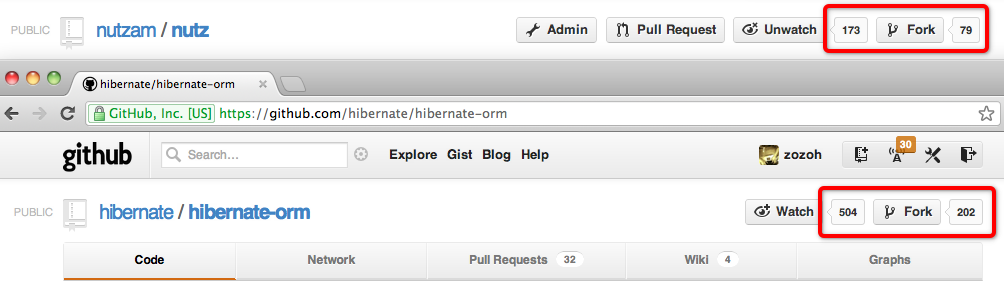 PUBLIC nutzam / nutz Admin Pull Request Unwatch 173 Fork 79
hibernate/hibernate-orm
GitHub, Inc. [US] https://github.com/hibernate/hibernate-orm
github Search... Explore Gist Blog Help zozoh 30
PUBLIC hibernate / hibernate-orm Watch 504 Fork 202
Code Network Pull Requests 32 Wiki 4 Graphs